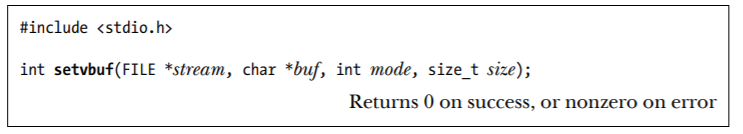 #include <stdio.h>
int setvbuf(FILE *stream, char *buf, int mode, size_t size);
Returns 0 on success, or nonzero on error